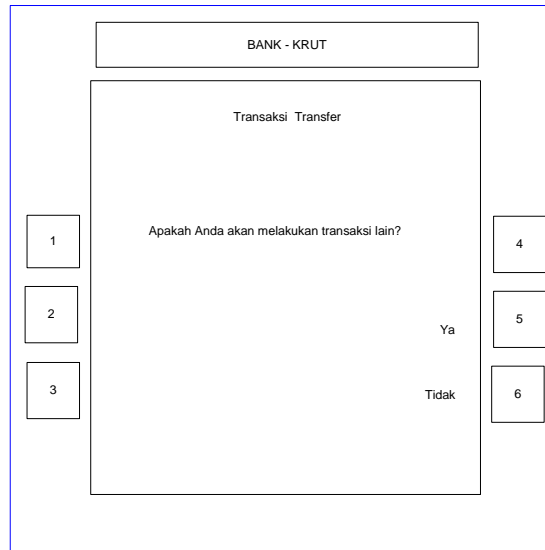 BANK - KRUT
Transaksi Transfer
Apakah Anda akan melakukan transaksi lain?
1
4
2
5
Ya
3
Tidak
6